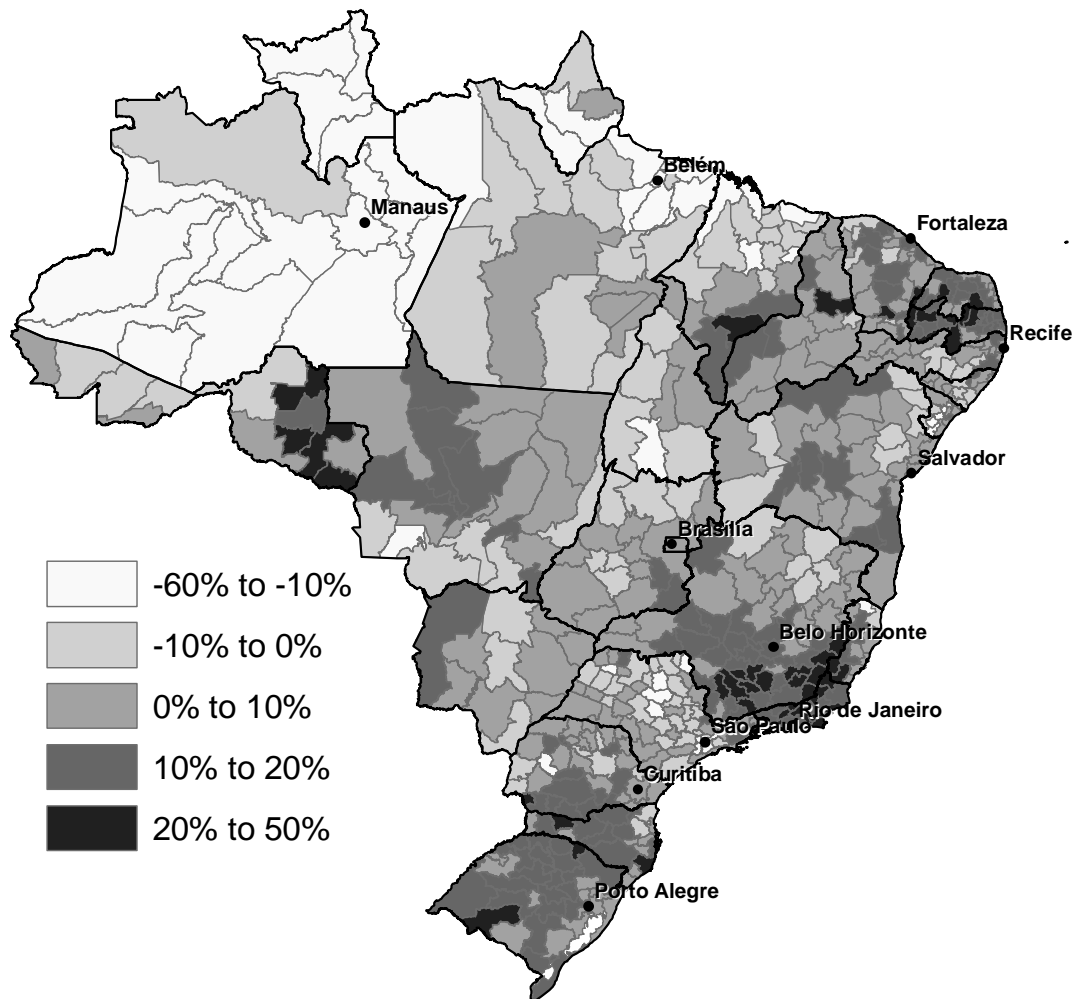 Belém
Manaus
Fortaleza
Recife
Salvador
Brasília
-60% to -10%
-10% to 0%
Belo Horizonte
0% to 10%
Rio de Janeiro
São Paulo
10% to 20%
Curitiba
20% to 50%
Porto Alegre